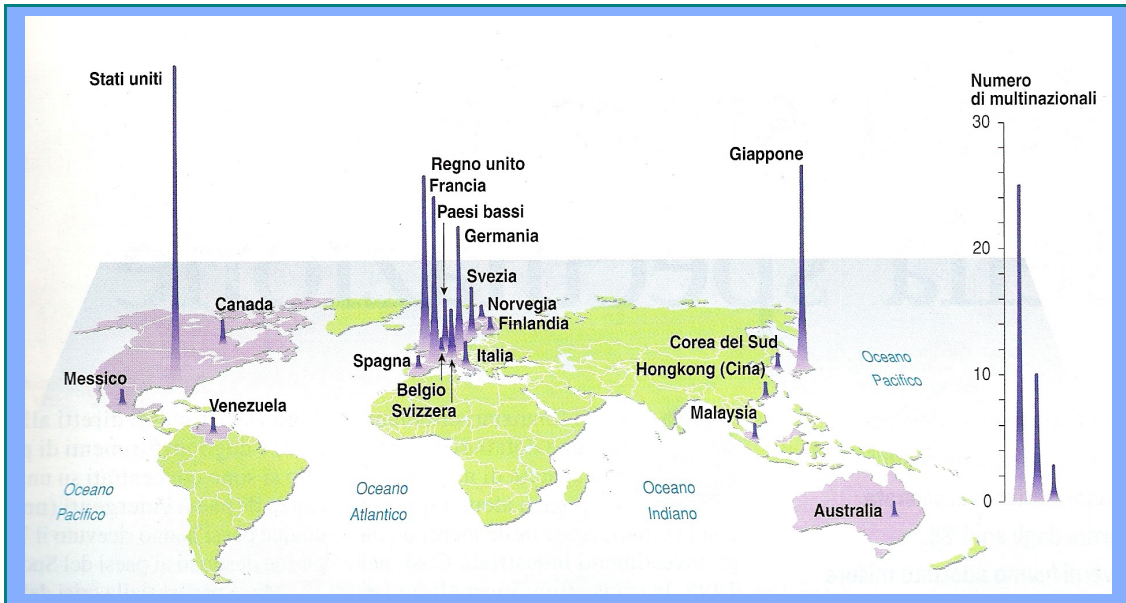 Stati uniti
Numero
di multinazionali
30
20
10
0
Giappone
Regno unito
Francia
Paesi bassi
Germania
Svezia
Norvegia
Finlandia
Canada
Corea del Sud
Hongkong (Cina)
Spagna
Italia
Messico
Belgio
Svizzera
Venezuela
Malaysia
Oceano
Pacifico
Oceano
Pacifico
Oceano
Atlantico
Oceano
Indiano
Australia